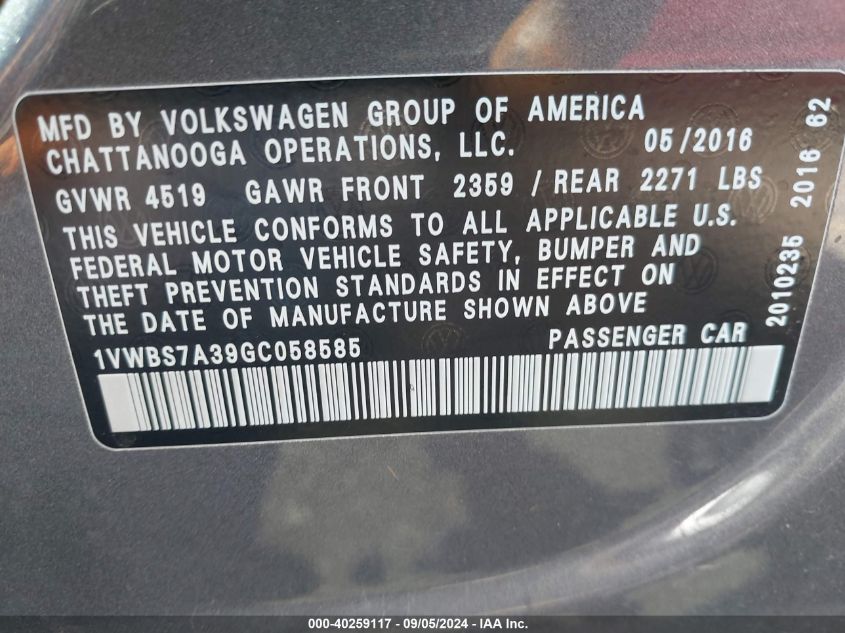 MFD BY VOLKSWAGEN GROUP OF AMERICA
CHATTANOOGA OPERATIONS, LLC. 05/2016
GVWR 4519 GAWR FRONT 2359 / REAR 2271 LBS
THIS VEHICLE CONFORMS TO ALL APPLICABLE U.S.
FEDERAL MOTOR VEHICLE SAFETY, BUMPER AND
THEFT PREVENTION STANDARDS IN EFFECT ON
THE DATE OF MANUFACTURE SHOWN ABOVE
1VWBS7A39GC058585 PASSENGER CAR
2010235 2016 62
000-40259117 - 09/05/2024 - IAA Inc.